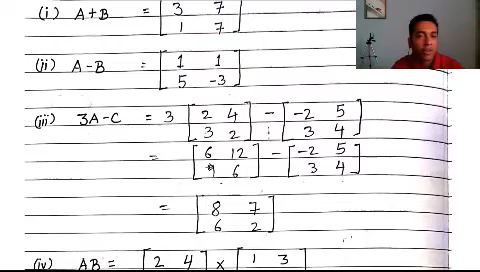 (i) A+B = [3 7
1 7]
(ii) A-B = [1 1
5 -3]
(iii) 3A-C = 3 [2 4
3 2] - [-2 5
3 4]
= [6 12
9 6] - [-2 5
3 4]
= [8 7
6 2]
(iv) AB = [2 4] × [1 3]